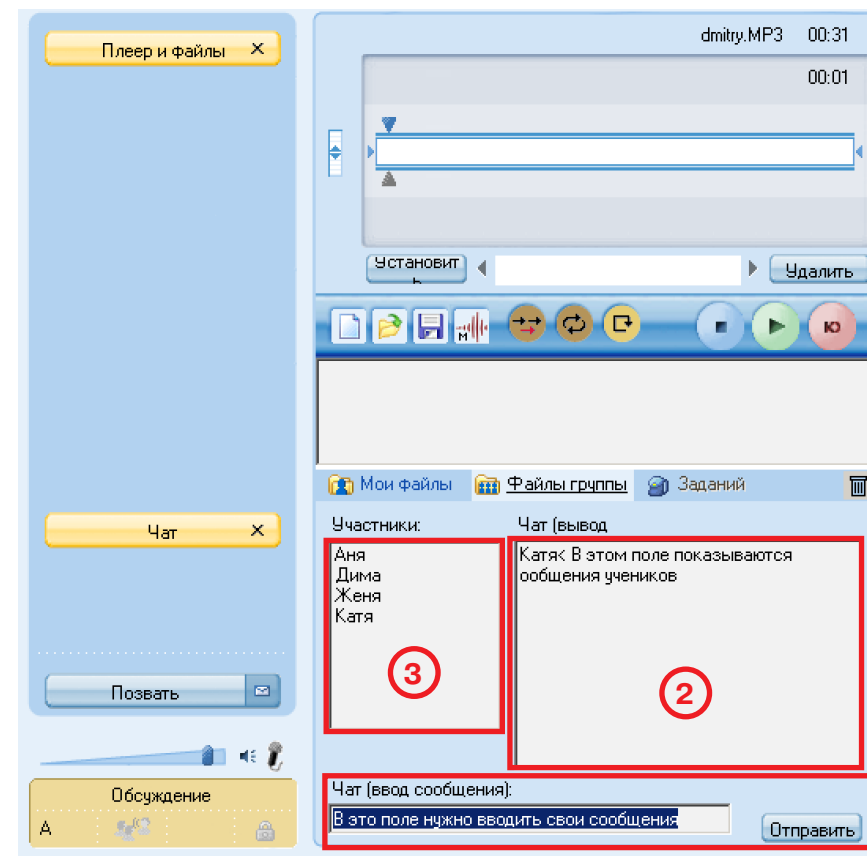 Плеер и файлы
dmitry.MP3 00:31
00:01
Установит
ь
Удалить
М
Ю
Мои файлы Файлы группы Заданий
Чат
Участники: Чат (вывод
Аня
Дима
Женя
Катя
Катя< В этом поле показываются
ообщения учеников
3
2
Позвать
Обсуждение
А
Чат (ввод сообщения):
В это поле нужно вводить свои сообщения
Отправить